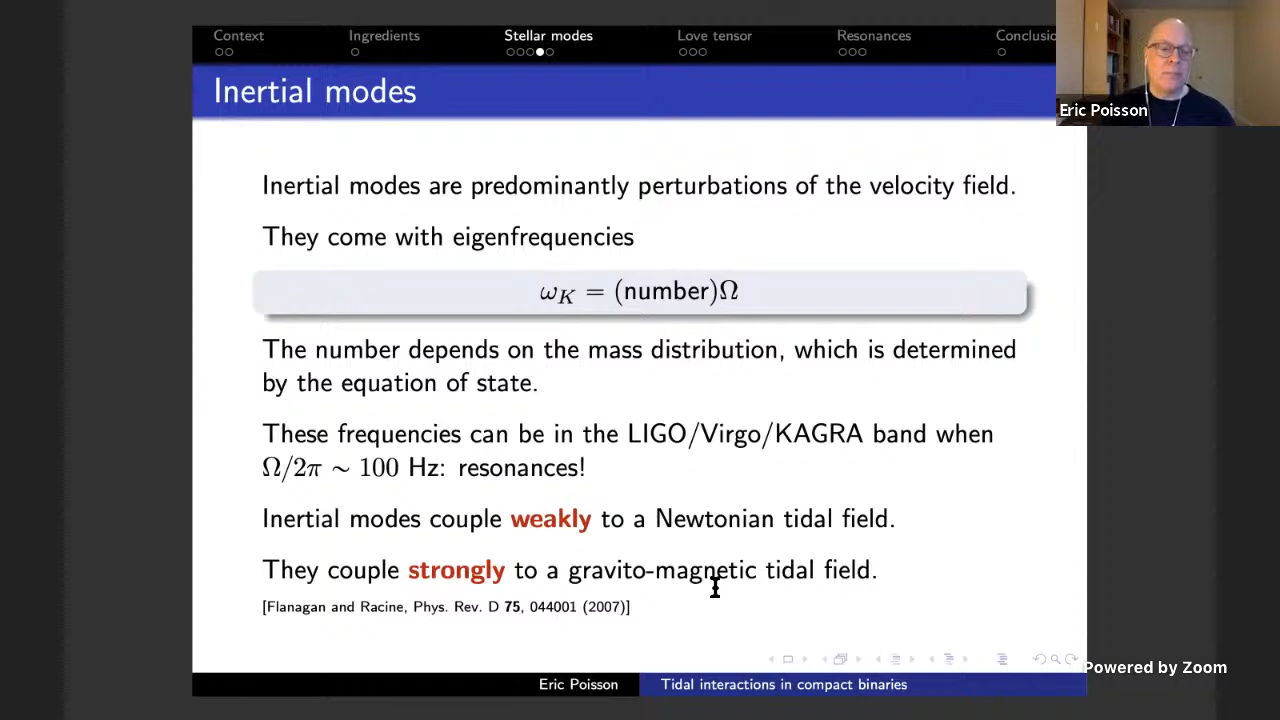 Context Ingredients Stellar modes Love tensor Resonances Conclusio
Eric Poisson
Inertial modes
Inertial modes are predominantly perturbations of the velocity field.
They come with eigenfrequencies
ω_K = (number)Ω
The number depends on the mass distribution, which is determined
by the equation of state.
These frequencies can be in the LIGO/Virgo/KAGRA band when
Ω/2π ∼ 100 Hz: resonances!
Inertial modes couple weakly to a Newtonian tidal field.
They couple strongly to a gravito-magnetic tidal field.
[Flanagan and Racine, Phys. Rev. D 75, 044001 (2007)]
Powered by Zoom
Eric Poisson Tidal interactions in compact binaries